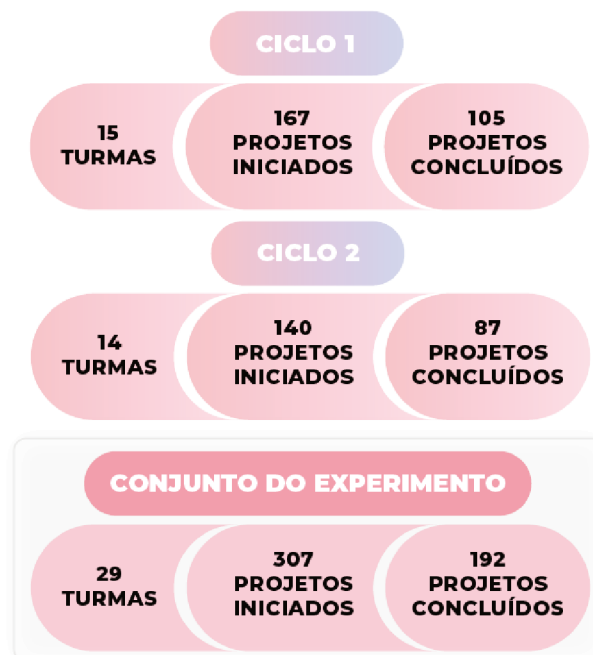 CICLO 1
15
TURMAS
167
PROJETOS
INICIADOS
105
PROJETOS
CONCLUÍDOS
CICLO 2
14
TURMAS
140
PROJETOS
INICIADOS
87
PROJETOS
CONCLUÍDOS
CONJUNTO DO EXPERIMENTO
29
TURMAS
307
PROJETOS
INICIADOS
192
PROJETOS
CONCLUÍDOS